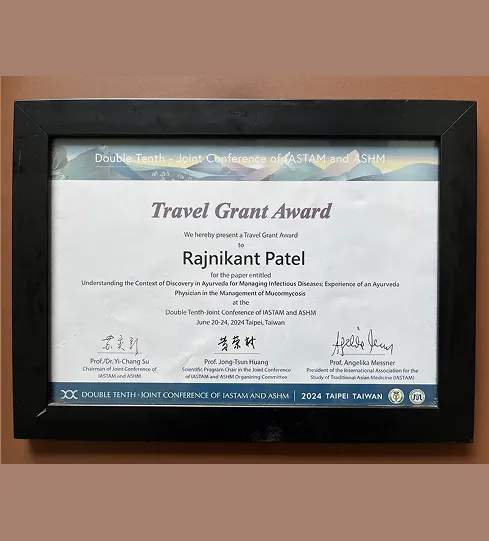 Double Tenth - Joint Conference of IASTAM and ASHM
Travel Grant Award
We hereby present a Travel Grant Award
to
Rajnikant Patel
for the paper entitled
Understanding the Context of Discovery in Ayurveda for Managing Infectious Diseases; Experience of an Ayurveda
Physician in the Management of Mucormycosis
at the
Double Tenth-Joint Conference of IASTAM and ASHM
June 20-24, 2024 Taipei, Taiwan
Prof./Dr. Yi-Chang Su
Chairman of Joint Conference of
IASTAM and ASHM
Prof. Jong-Tsun Huang
Scientific Program Chair in the Joint Conference
of IASTAM and ASHM Organizing Committee
Prof. Angelika Messner
President of the International Association for the
Study of Traditional Asian Medicine (IASTAM)
DOUBLE TENTH - JOINT CONFERENCE OF IASTAM AND ASHM | 2024 TAIPEI TAIWAN